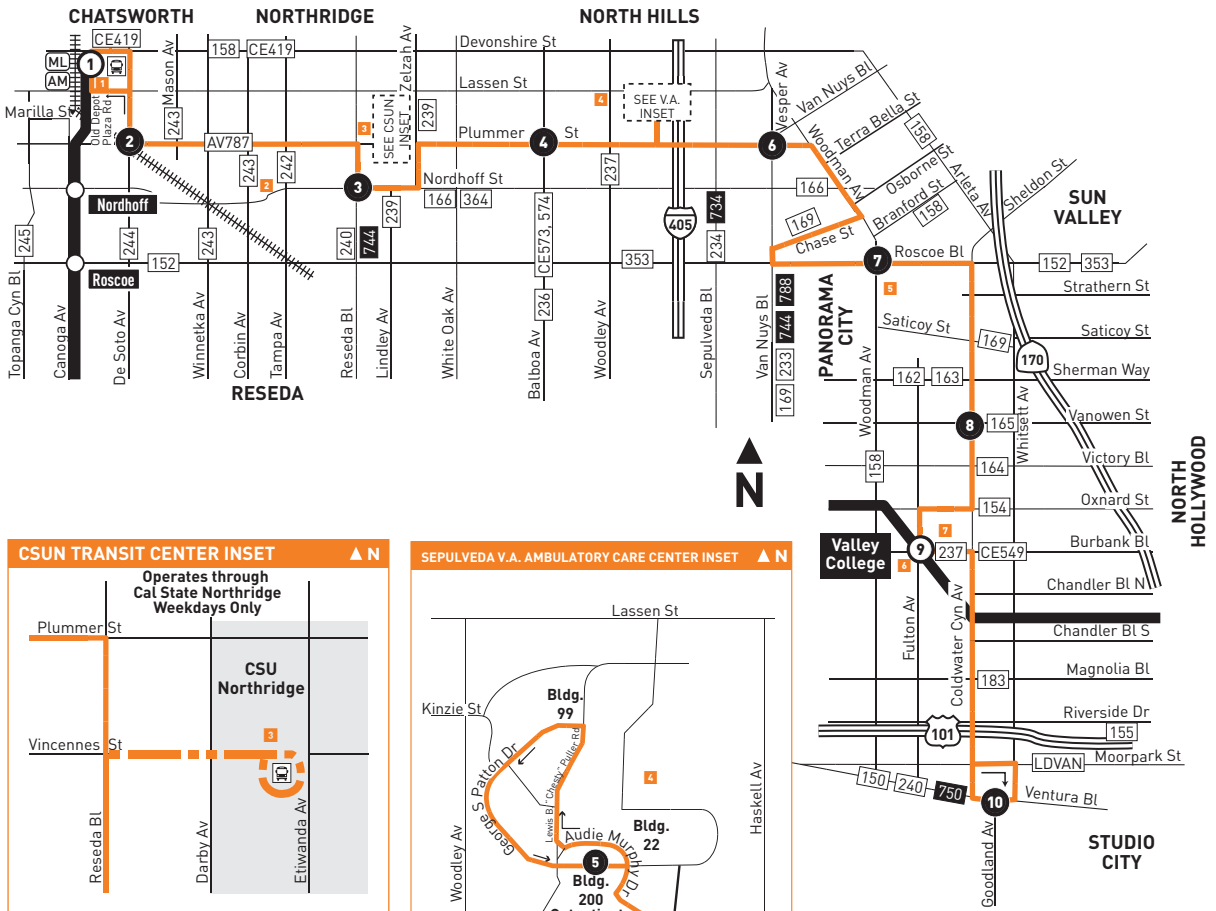 CHATSWORTH
NORTHRIDGE
NORTH HILLS
CE419
158
CE419
Devonshire St
ML
1
AM
1
Mason Av
Zelzah Av
Lassen St
Marilla St
Old Depot
Plaza Rd
243
3
SEE CSUN
INSET
239
4
SEE V.A.
INSET
Vesper Av
Van Nuys Bl
Terra Bella St
158
2
AV787
Plummer
4
St
6
Woodman Av
Osborne St
Arleta Av
Sheldon St
243
242
2
3
Nordhoff St
237
166
Branford St
158
SUN
VALLEY
Nordhoff
239
166
364
405
734
169
Chase St
245
244
243
240
744
CE573, 574
234
Roscoe Bl
152
353
7
152
353
Roscoe
Strathern St
236
788
5
PANORAMA
CITY
Saticoy St
169
Saticoy St
744
170
Topanga Cyn Bl
Canoga Av
De Soto Av
Winnetka Av
Corbin Av
Tampa Av
Reseda Bl
Lindley Av
White Oak Av
Balboa Av
Woodley Av
Sepulveda Bl
Van Nuys Bl
233
169
Woodman Av
162
163
Sherman Way
RESEDA
8
165
Whitsett Av
Vanowen St
N
158
164
Victory Bl
154
Oxnard St
NORTH
HOLLYWOOD
7
Valley
College
9
237
CE549
Burbank Bl
6
Chandler Bl N
Fulton Av
Coldwater Cyn Av
Chandler Bl S
183
Magnolia Bl
Riverside Dr
101
155
LDVAN
Moorpark St
150
240
750
10
Ventura Bl
Goodland Av
STUDIO
CITY
CSUN TRANSIT CENTER INSET
N
Operates through
Cal State Northridge
Weekdays Only
Plummer St
CSU
Northridge
Vincennes St
3
Reseda Bl
Darby Av
Etiwanda Av
SEPULVEDA V.A. AMBULATORY CARE CENTER INSET
N
Lassen St
Bldg.
99
Kinzie St
George S Patton Dr
Lewis B. "Chesty" Puller Rd
4
Haskell Av
Woodley Av
Audie Murphy Dr
Bldg.
22
5
Bldg.
200